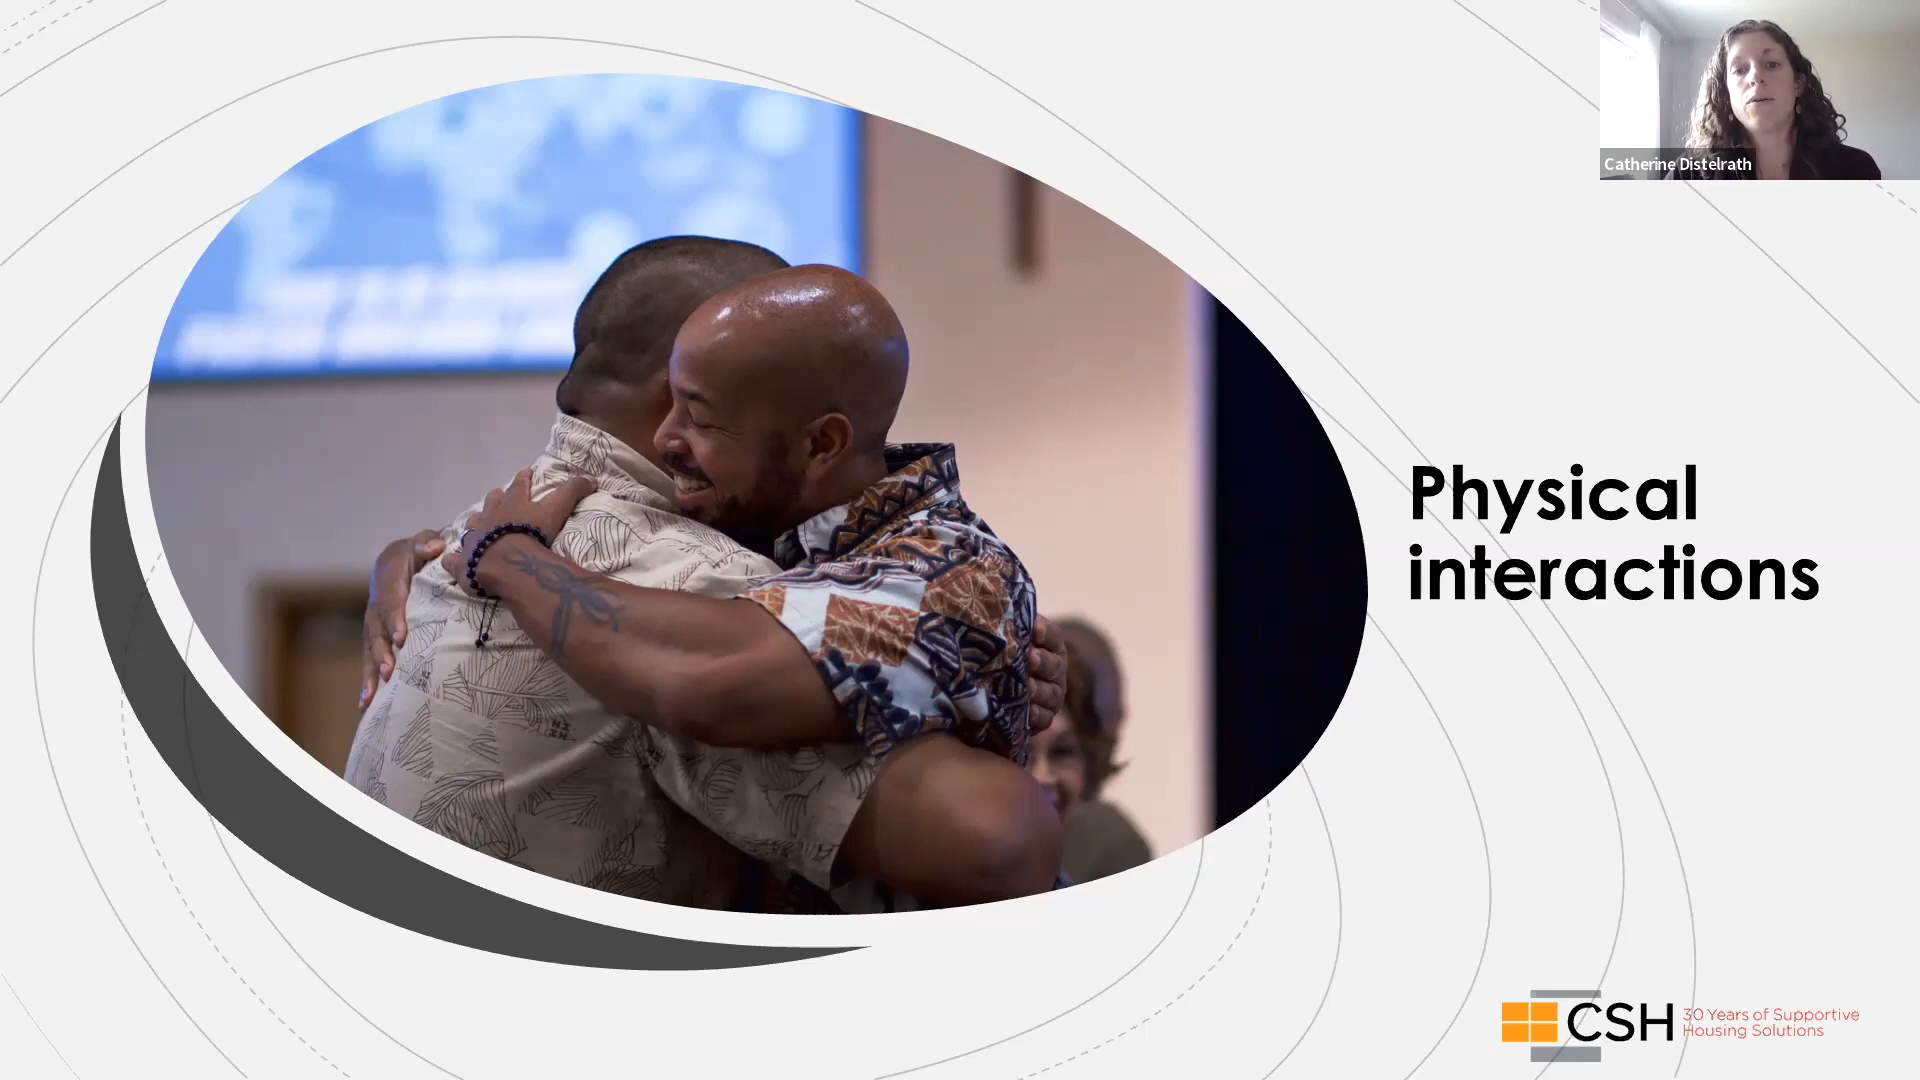 Catherine Distelrath
Physical
interactions
CSH
30 Years of Supportive
Housing Solutions